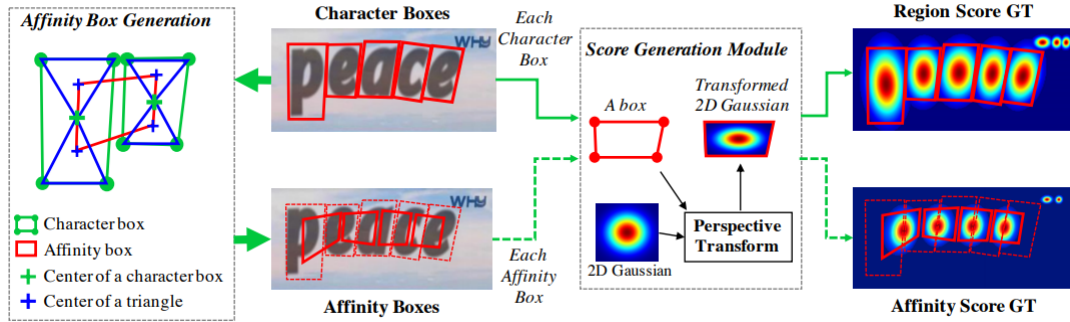 Affinity Box Generation
Character box
Affinity box
Center of a character box
Center of a triangle
Character Boxes
peace
WHY
peace
WHY
Affinity Boxes
Each
Character
Box
Each
Affinity
Box
Score Generation Module
A box
Transformed
2D Gaussian
2D Gaussian
Perspective
Transform
Region Score GT
Affinity Score GT